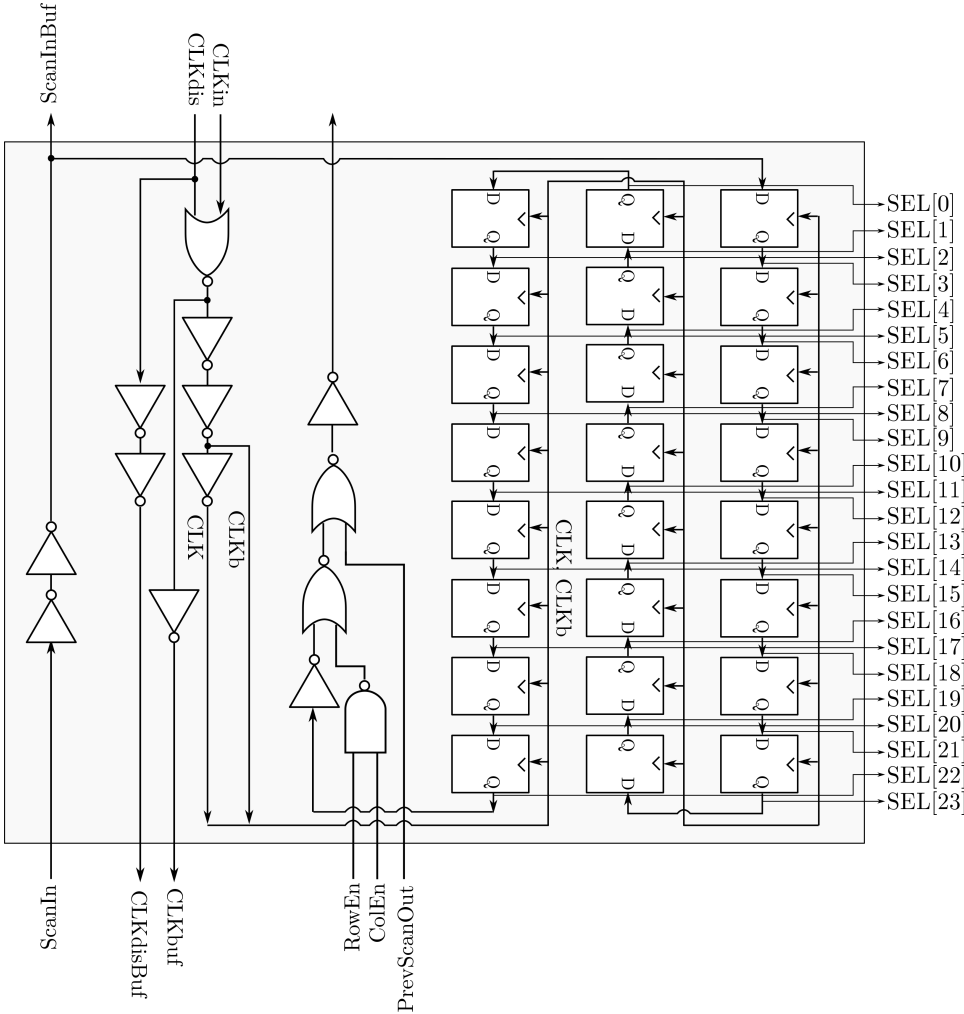 ScanInBuf
CLKdis
CLKin
D
Q
Q
D
D
Q
D
Q
Q
D
D
Q
D
Q
Q
D
D
Q
D
Q
Q
D
D
Q
D
Q
Q
D
D
Q
D
Q
Q
D
D
Q
D
Q
Q
D
D
Q
D
Q
Q
D
D
Q
SEL[0]
SEL[1]
SEL[2]
SEL[3]
SEL[4]
SEL[5]
SEL[6]
SEL[7]
SEL[8]
SEL[9]
SEL[10]
SEL[11]
SEL[12]
SEL[13]
SEL[14]
SEL[15]
SEL[16]
SEL[17]
SEL[18]
SEL[19]
SEL[20]
SEL[21]
SEL[22]
SEL[23]
CLK
CLKb
CLK, CLKb
ScanIn
CLKdisBuf
CLKbuf
RowEn
ColEn
PrevScanOut